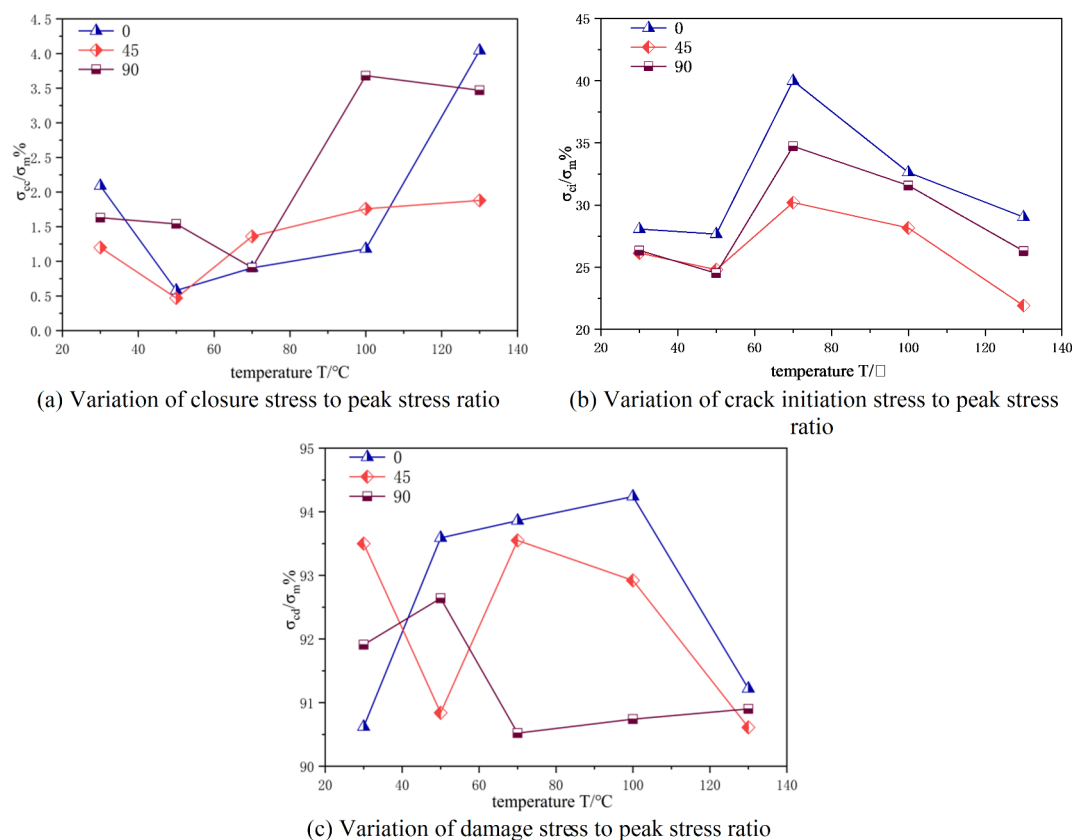 4.5
4.0
3.5
3.0
2.5
2.0
1.5
1.0
0.5
0.0
σcc/σm%
0
45
90
20 40 60 80 100 120 140
temperature T/°C
(a) Variation of closure stress to peak stress ratio
45
40
35
30
25
20
σci/σm%
0
45
90
20 40 60 80 100 120 140
temperature T/□
(b) Variation of crack initiation stress to peak stress
ratio
95
94
93
92
91
90
σcd/σm%
0
45
90
20 40 60 80 100 120 140
temperature T/°C
(c) Variation of damage stress to peak stress ratio